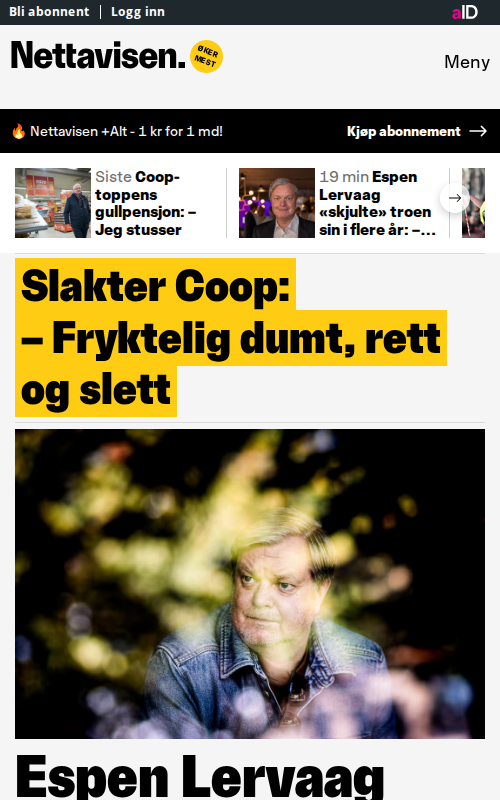 Bli abonnent
Logg inn
aID
Nettavisen.
ØKER
MEST
Meny
🔥 Nettavisen +Alt - 1 kr for 1 md!
Kjøp abonnement
Siste Coop-
toppens
gullpensjon: –
Jeg stusser
19 min Espen
Lervaag
«skjulte» troen
sin i flere år: –...
Slakter Coop:
– Fryktelig dumt, rett
og slett
Espen Lervaag